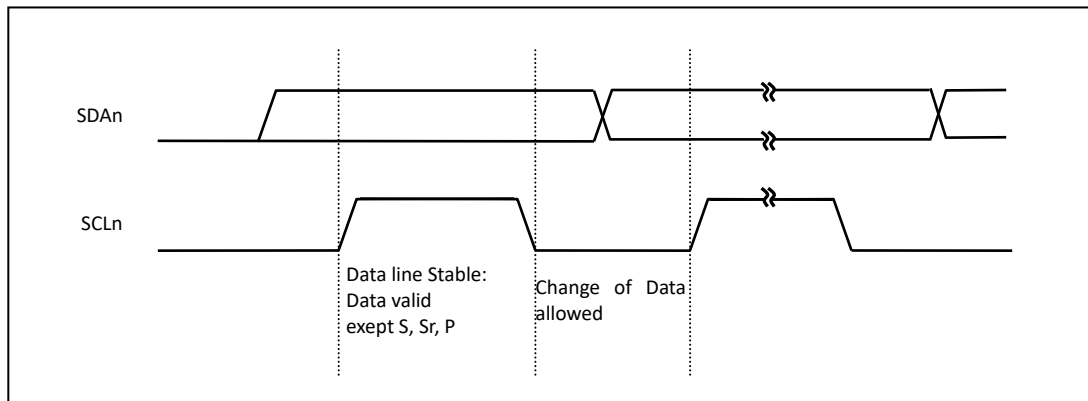 SDAn
SCLn
Data line Stable:
Data valid
exept S, Sr, P
Change of Data
allowed